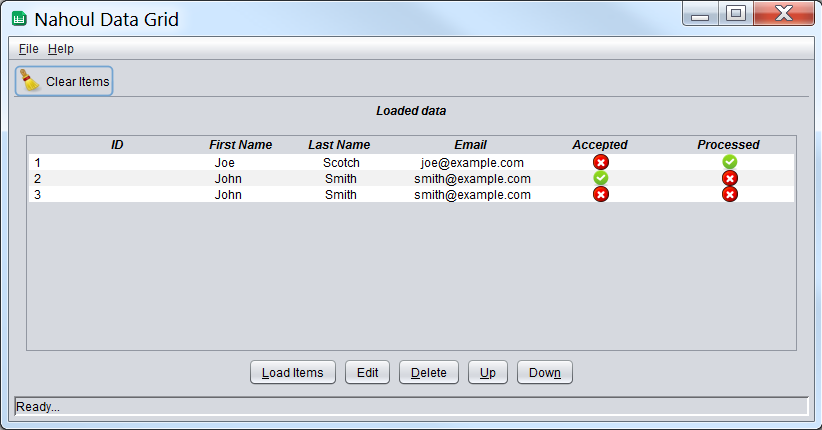 Nahoul Data Grid
File Help
Clear Items
Loaded data
ID First Name Last Name Email Accepted Processed
1 Joe Scotch joe@example.com
2 John Smith smith@example.com
3 John Smith smith@example.com
Load Items Edit Delete Up Down
Ready...